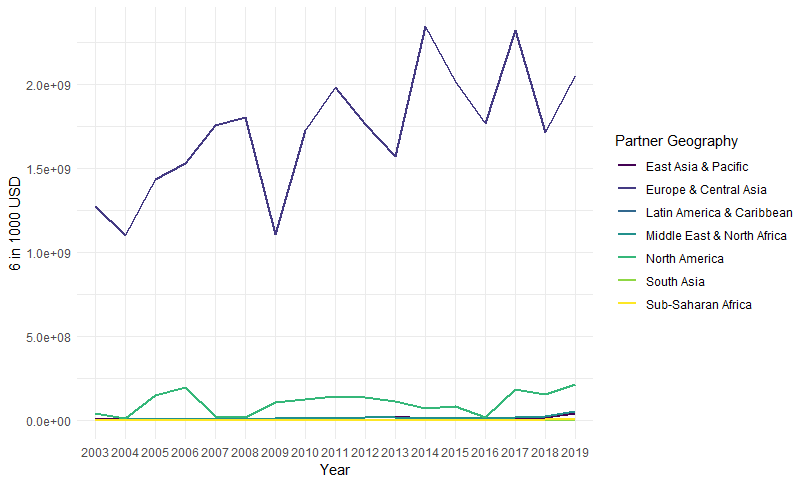 6 in 1000 USD
2.0e+09
1.5e+09
1.0e+09
5.0e+08
0.0e+00
2003 2004 2005 2006 2007 2008 2009 2010 2011 2012 2013 2014 2015 2016 2017 2018 2019
Year
Partner Geography
East Asia & Pacific
Europe & Central Asia
Latin America & Caribbean
Middle East & North Africa
North America
South Asia
Sub-Saharan Africa